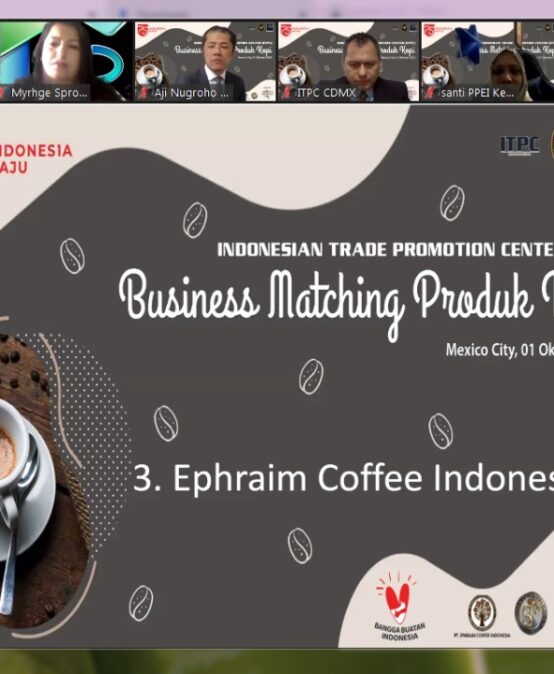 Myrhge Spro...
Aji Nugroho ...
ITPC CDMX
santi PPEI Ke...
NDONESIA
AJU
ITPC
INDONESIAN TRADE PROMOTION CENTE
Business Matching Produk
Mexico City, 01 Ok
3. Ephraim Coffee Indones
BANGGA BUATAN
INDONESIA
PT. EPHRAIM COFFEE INDONESIA